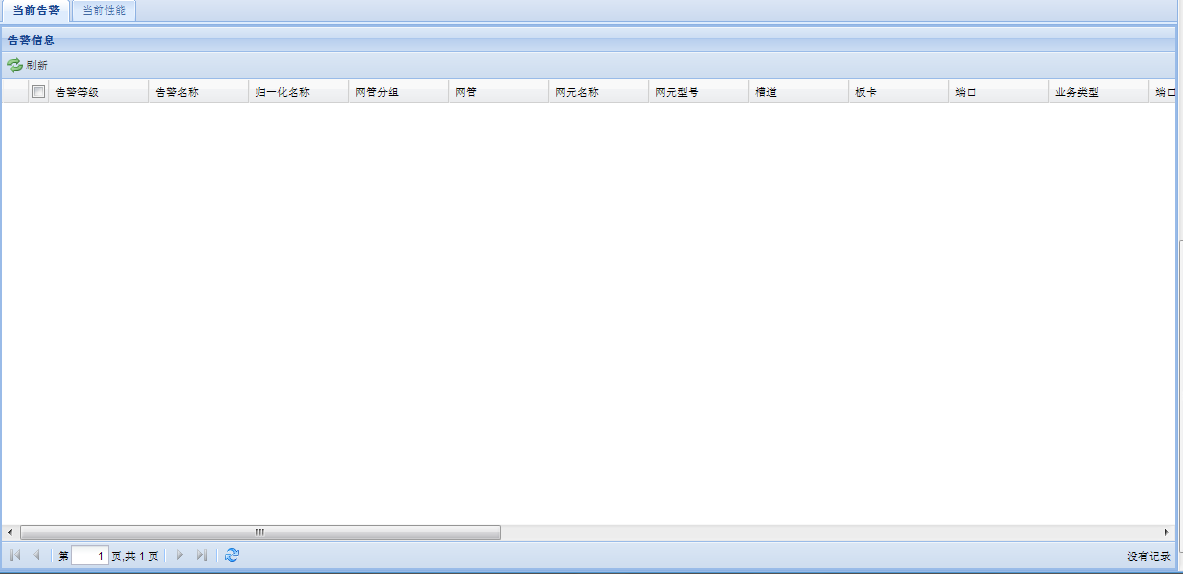 当前告警 当前性能
告警信息
刷新
告警等级 告警名称 归一化名称 网管分组 网管 网元名称 网元型号 槽道 板卡 端口 业务类型 端口
第 1 页,共 1 页 没有记录